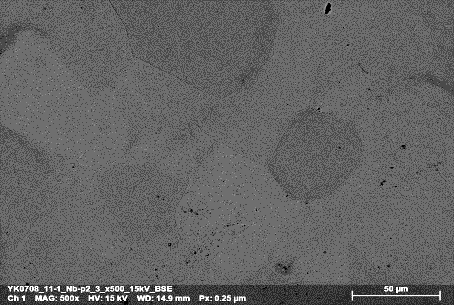 YK0708_11-1_Nb-p2_3_x500_15kV_BSE
Ch 1 MAG: 500x HV: 15 kV WD: 14.9 mm Px: 0.25 µm
50 µm